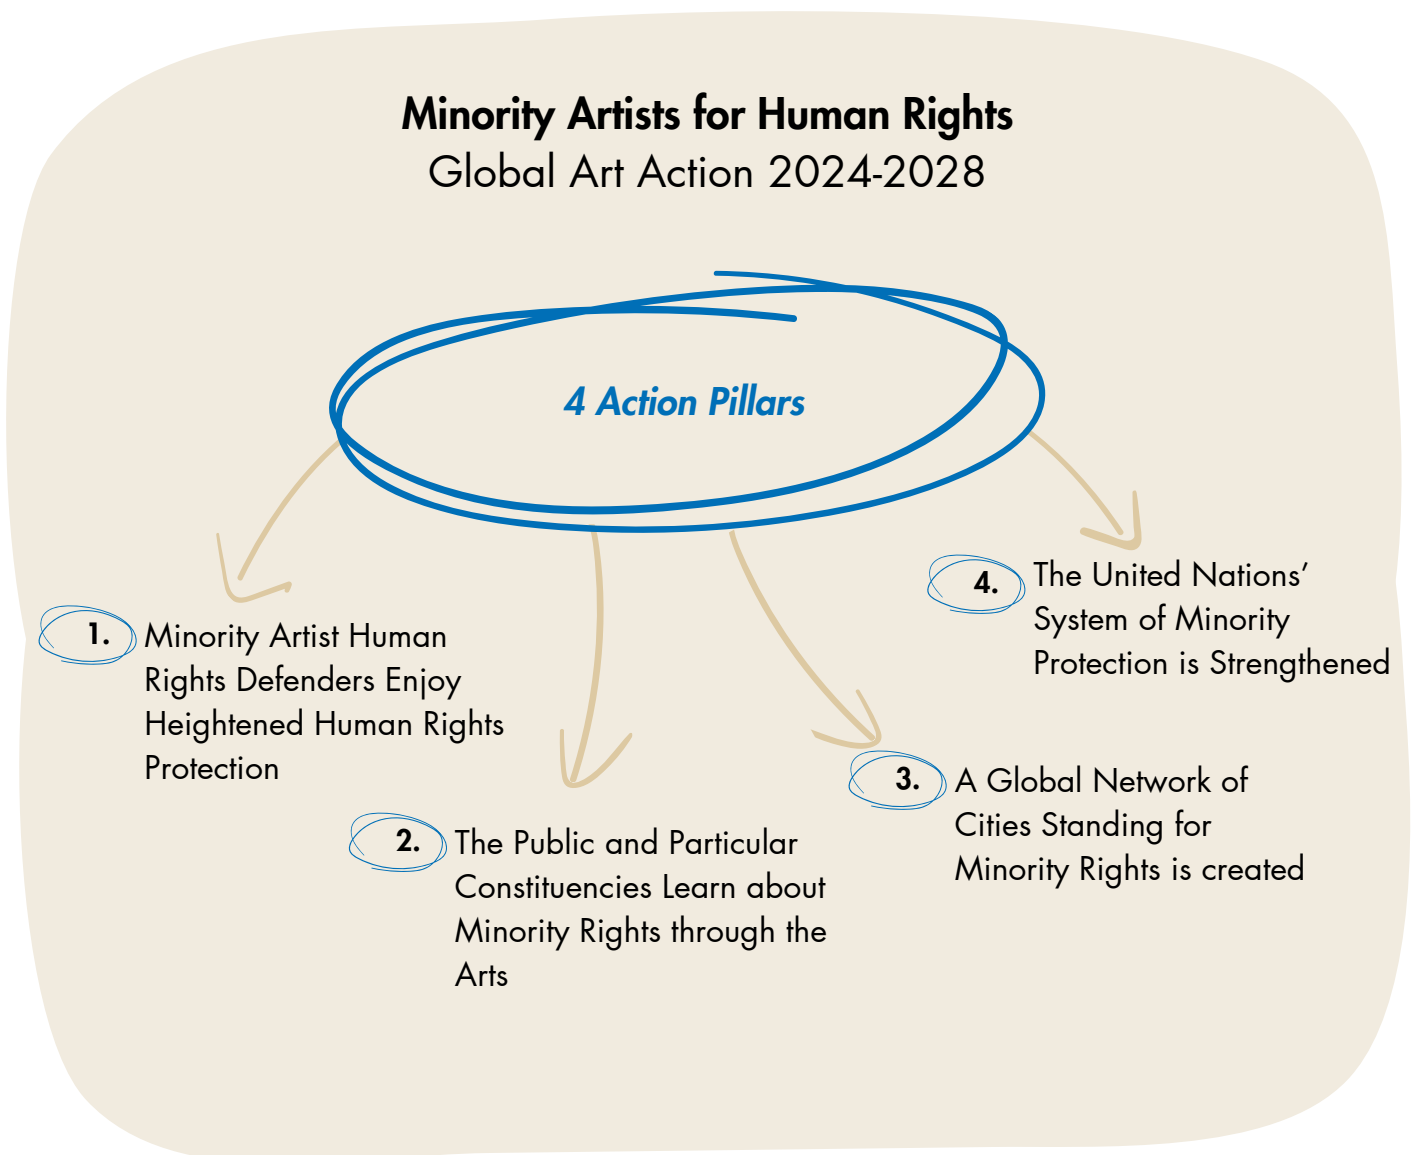 Minority Artists for Human Rights
Global Art Action 2024-2028
4 Action Pillars
1.
Minority Artist Human
Rights Defenders Enjoy
Heightened Human Rights
Protection
2.
The Public and Particular
Constituencies Learn about
Minority Rights through the
Arts
3.
A Global Network of
Cities Standing for
Minority Rights is created
4.
The United Nations’
System of Minority
Protection is Strengthened